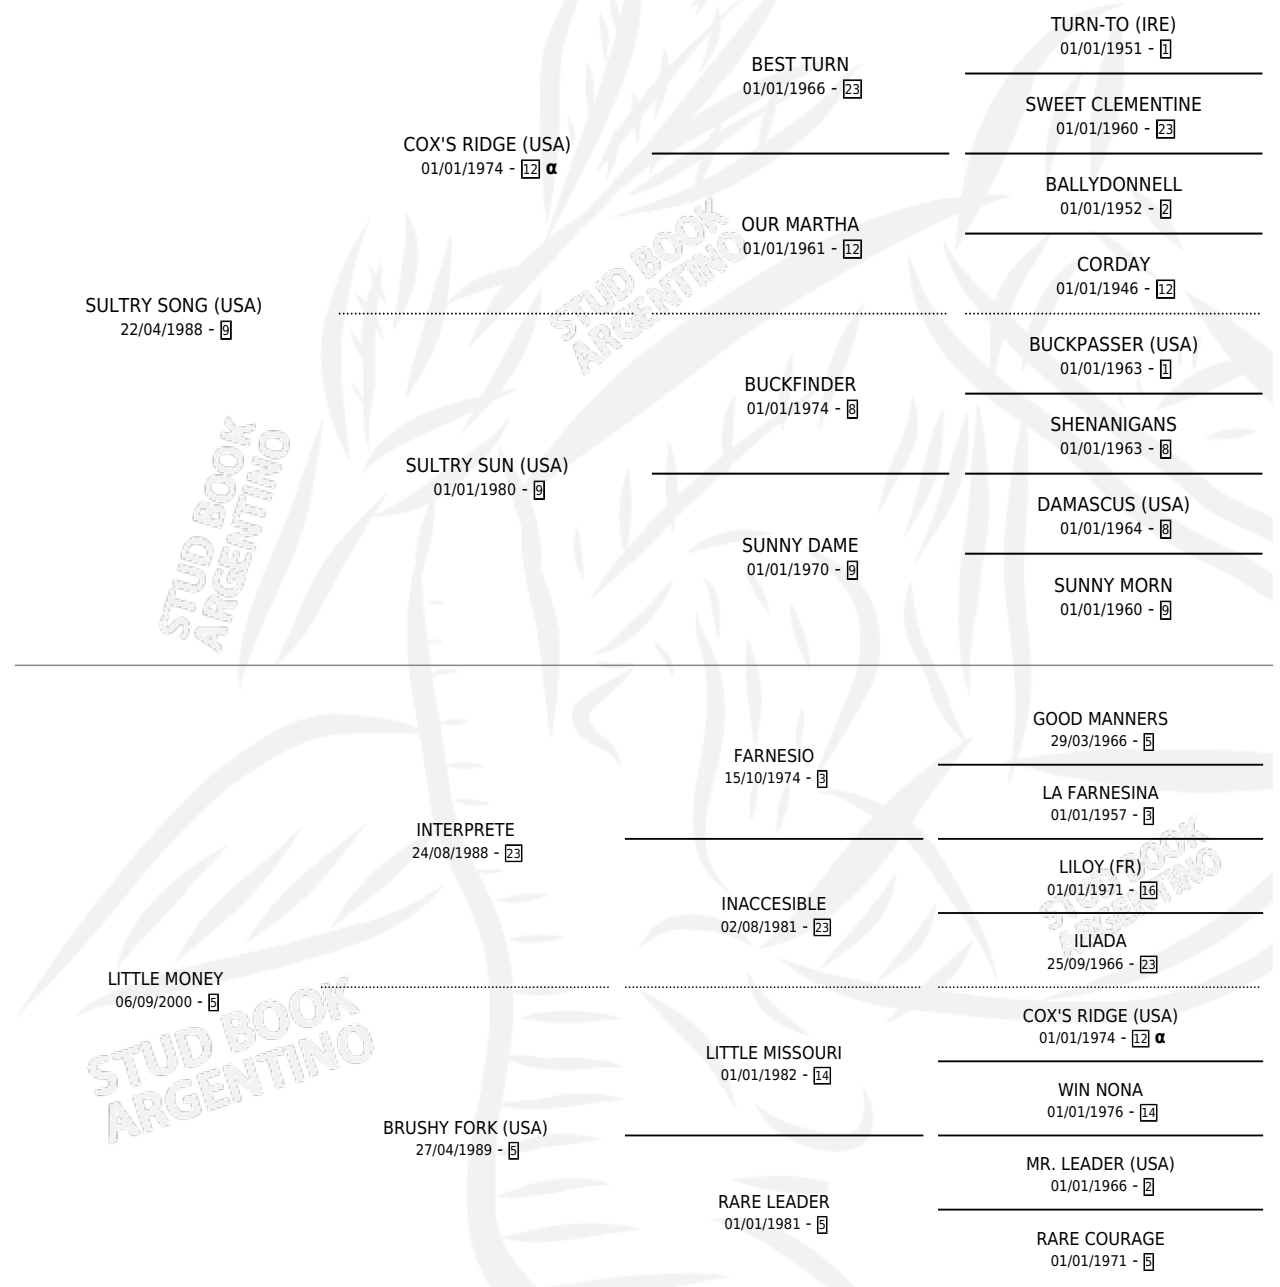 TURN-TO (IRE)
01/01/1951 - 1
BEST TURN
01/01/1966 - 23
SWEET CLEMENTINE
01/01/1960 - 23
COX'S RIDGE (USA)
01/01/1974 - 12 α
BALLYDONNELL
01/01/1952 - 2
OUR MARTHA
01/01/1961 - 12
CORDAY
01/01/1946 - 12
SULTRY SONG (USA)
22/04/1988 - 9
BUCKPASSER (USA)
01/01/1963 - 1
BUCKFINDER
01/01/1974 - 8
SHENANIGANS
01/01/1963 - 8
SULTRY SUN (USA)
01/01/1980 - 9
DAMASCUS (USA)
01/01/1964 - 8
SUNNY DAME
01/01/1970 - 9
SUNNY MORN
01/01/1960 - 9
GOOD MANNERS
29/03/1966 - 5
FARNESIO
15/10/1974 - 3
LA FARNESINA
01/01/1957 - 3
INTERPRETE
24/08/1988 - 23
LILOY (FR)
01/01/1971 - 16
INACCESIBLE
02/08/1981 - 23
ILIADA
25/09/1966 - 23
LITTLE MONEY
06/09/2000 - 5
COX'S RIDGE (USA)
01/01/1974 - 12 α
LITTLE MISSOURI
01/01/1982 - 14
WIN NONA
01/01/1976 - 14
BRUSHY FORK (USA)
27/04/1989 - 5
MR. LEADER (USA)
01/01/1966 - 2
RARE LEADER
01/01/1981 - 5
RARE COURAGE
01/01/1971 - 5
STUD BOOK
ARGENTINO
STUD BOOK
ARGENTINO
STUD BOOK
ARGENTINO
STUD BOOK
ARGENTINO